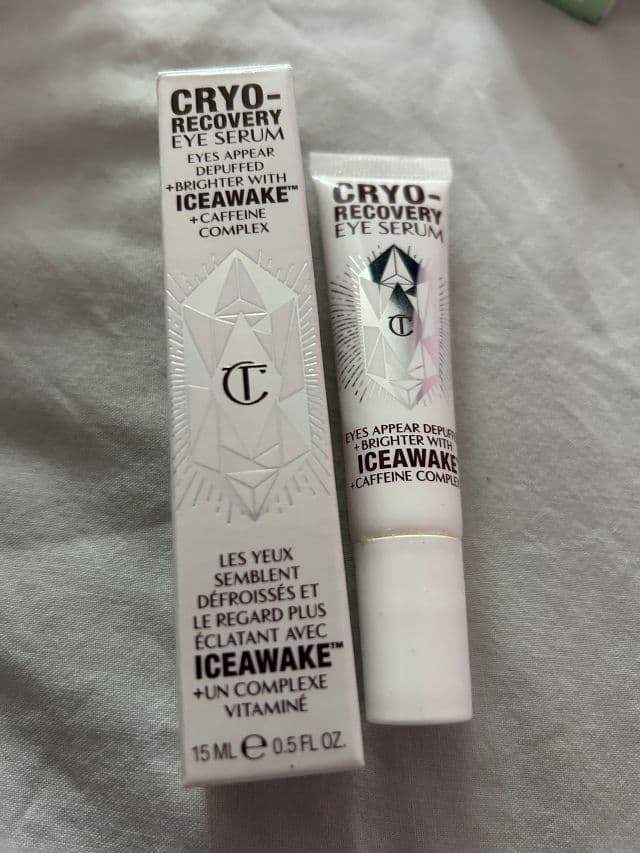 CRYO-
RECOVERY
EYE SERUM
EYES APPEAR
DEPUFFED
+BRIGHTER WITH
ICEAWAKE™
+CAFFEINE
COMPLEX
CT
LES YEUX
SEMBLENT
DÉFROISSÉS ET
LE REGARD PLUS
ÉCLATANT AVEC
ICEAWAKE™
+UN COMPLEXE
VITAMINÉ
15 ML e 0.5 FL OZ.
CRYO-
RECOVERY
EYE SERUM
CT
EYES APPEAR
+BRIGHTER WITH
ICEAWAKE
+CAFFEINE